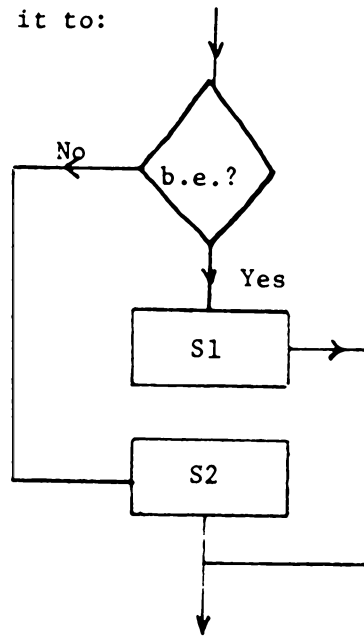 it to:
No
b.e.?
Yes
S1
S2